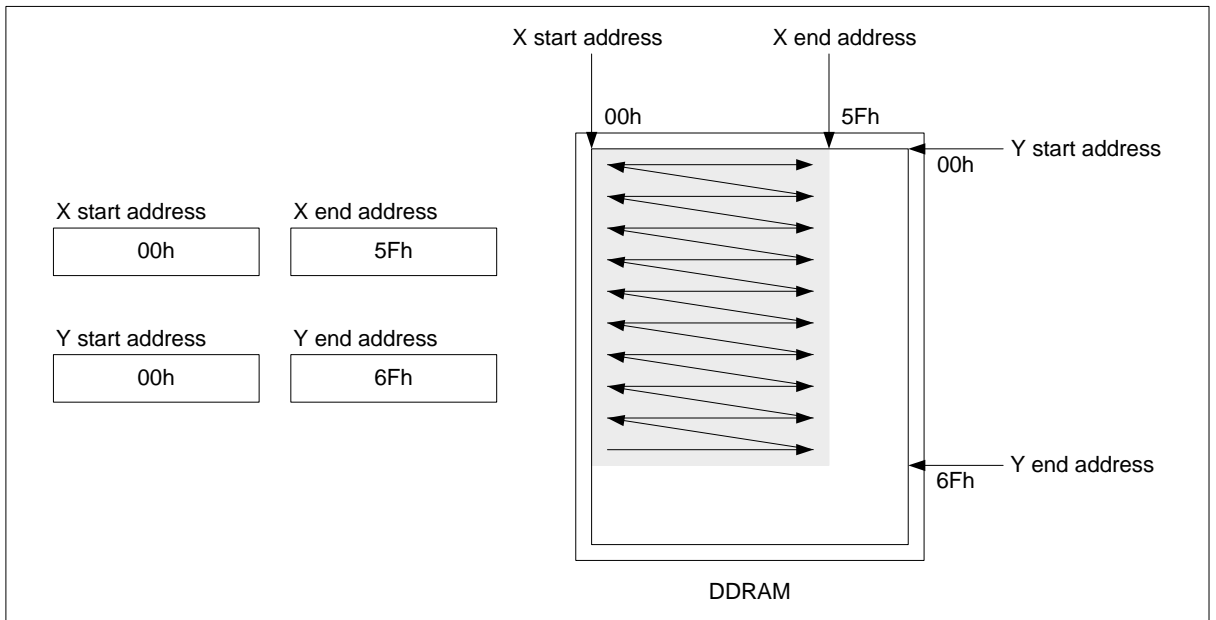 X start address X end address
00h 5Fh
Y start address
00h
X start address X end address
00h 5Fh
Y start address Y end address
00h 6Fh
Y end address
6Fh
DDRAM